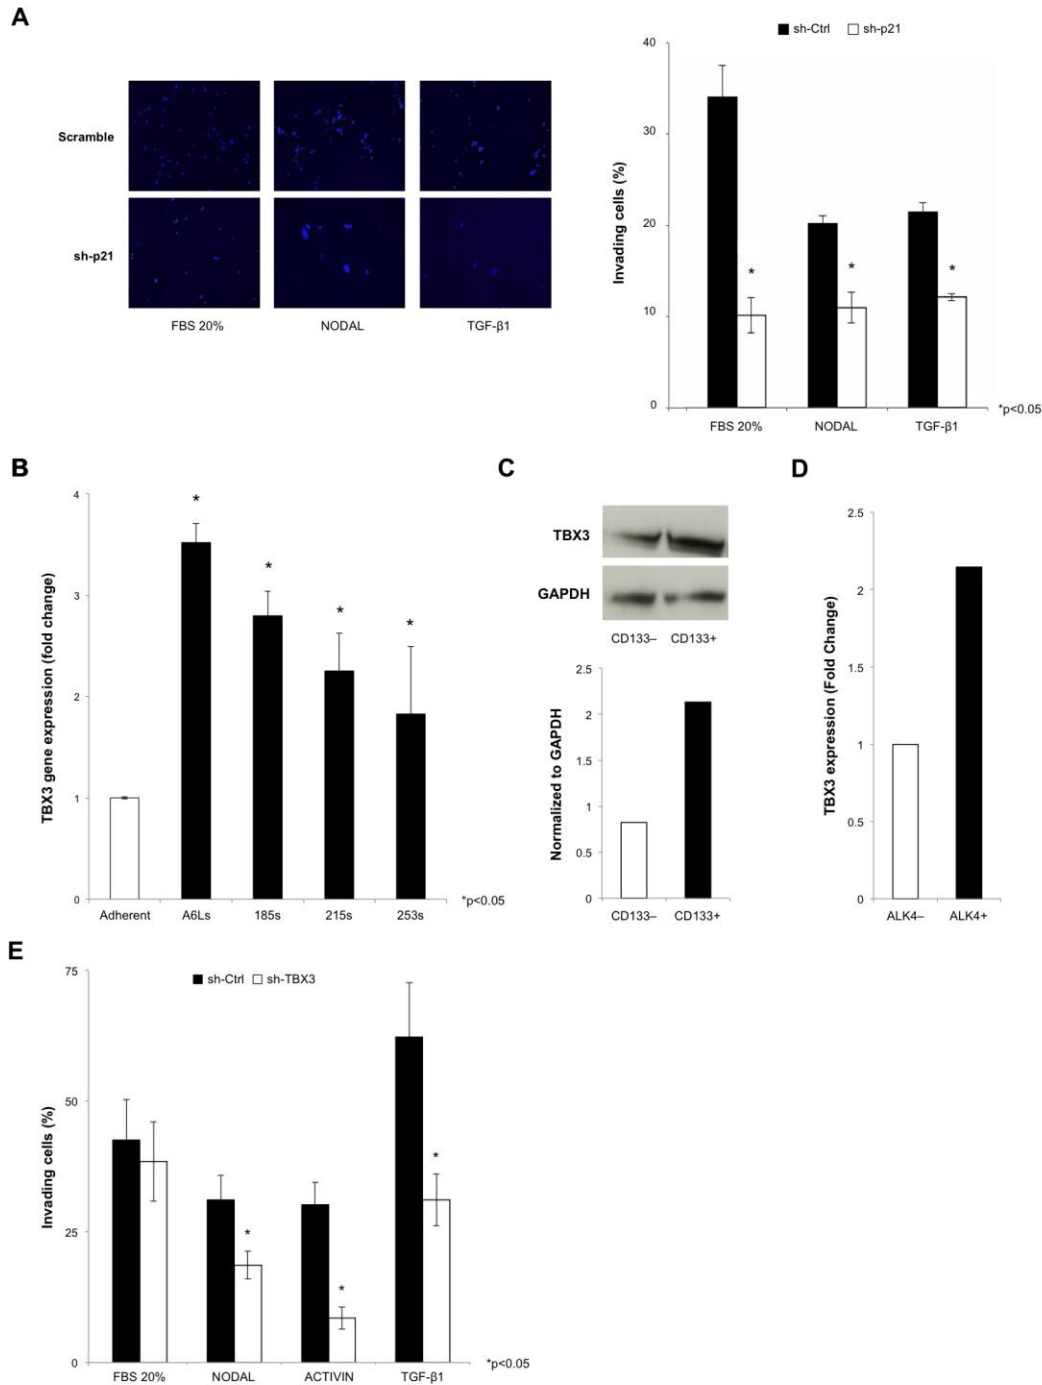 A
Scramble
sh-p21
FBS 20%
NODAL
TGF-β1
sh-Ctrl
sh-p21
Invading cells (%)
40
30
20
10
0
FBS 20%
NODAL
TGF-β1
*
*
*
*p<0.05
B
TBX3 gene expression (fold change)
4
3
2
1
0
*
*
*
*
Adherent
A6Ls
185s
215s
253s
*p<0.05
C
TBX3
GAPDH
CD133–
CD133+
Normalized to GAPDH
2.5
2
1.5
1
0.5
0
CD133–
CD133+
D
TBX3 expression (Fold Change)
2.5
2
1.5
1
0.5
0
ALK4–
ALK4+
E
sh-Ctrl
sh-TBX3
Invading cells (%)
75
50
25
0
*
*
*
FBS 20%
NODAL
ACTIVIN
TGF-β1
*p<0.05